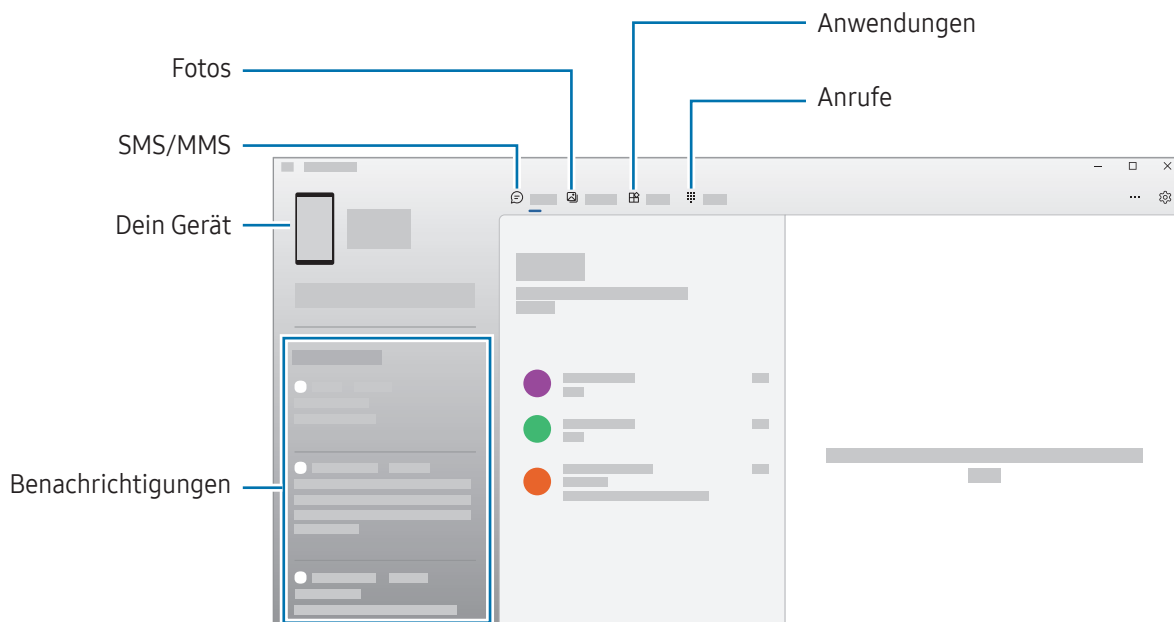 Anwendungen
Fotos
Anrufe
SMS/MMS
Dein Gerät
Benachrichtigungen